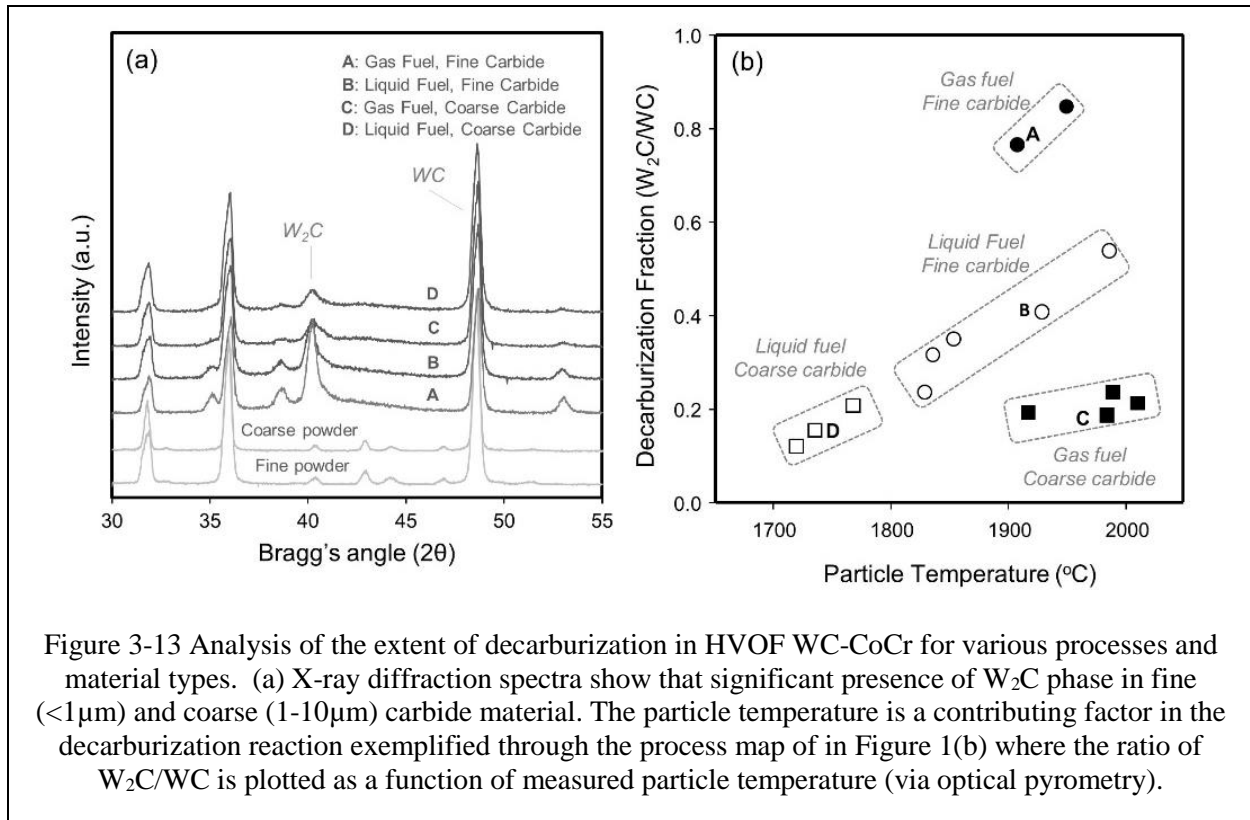 (a)
A: Gas Fuel, Fine Carbide
B: Liquid Fuel, Fine Carbide
C: Gas Fuel, Coarse Carbide
D: Liquid Fuel, Coarse Carbide
WC
W₂C
D
C
B
A
Coarse powder
Fine powder
Intensity (a.u.)
30 35 40 45 50 55
Bragg's angle (2θ)
(b)
1.0
0.8
0.6
0.4
0.2
0.0
Decarburization Fraction (W₂C/WC)
Gas fuel
Fine carbide
A
Liquid Fuel
Fine carbide
B
Liquid fuel
Coarse carbide
D
C
Gas fuel
Coarse carbide
1700 1800 1900 2000
Particle Temperature (°C)
Figure 3-13 Analysis of the extent of decarburization in HVOF WC-CoCr for various processes and
material types. (a) X-ray diffraction spectra show that significant presence of W₂C phase in fine
(<1μm) and coarse (1-10μm) carbide material. The particle temperature is a contributing factor in the
decarburization reaction exemplified through the process map of in Figure 1(b) where the ratio of
W₂C/WC is plotted as a function of measured particle temperature (via optical pyrometry).